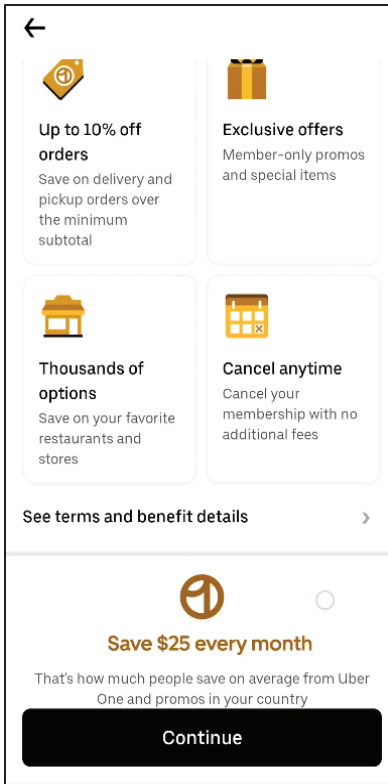 Up to 10% off
orders
Save on delivery and
pickup orders over
the minimum
subtotal
Exclusive offers
Member-only promos
and special items
Thousands of
options
Save on your favorite
restaurants and
stores
Cancel anytime
Cancel your
membership with no
additional fees
See terms and benefit details
Save $25 every month
That's how much people save on average from Uber
One and promos in your country
Continue